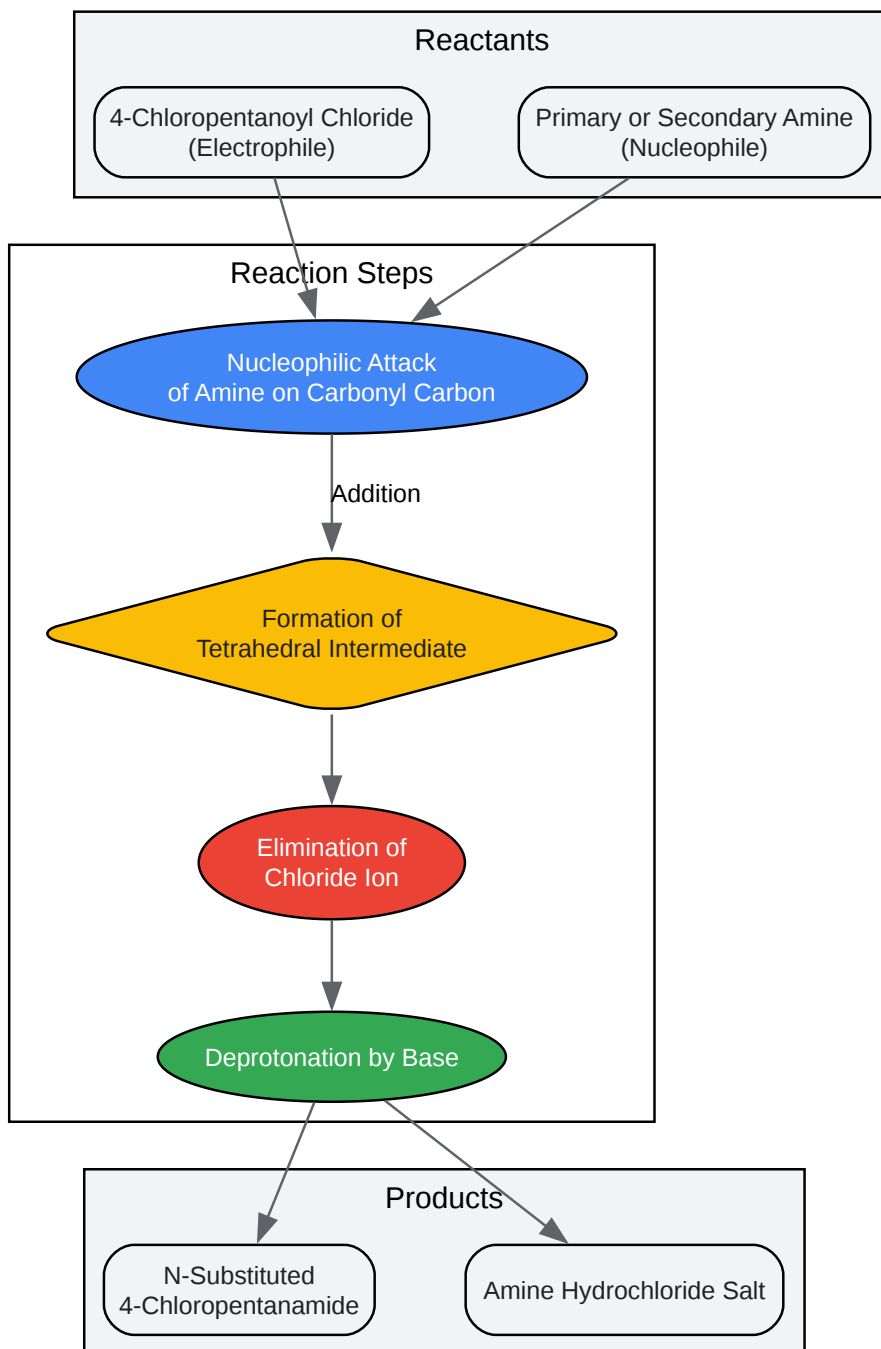 Reactants
4-Chloropentanoyl Chloride
(Electrophile)
Primary or Secondary Amine
(Nucleophile)
Reaction Steps
Nucleophilic Attack
of Amine on Carbonyl Carbon
Addition
Formation of
Tetrahedral Intermediate
Elimination of
Chloride Ion
Deprotonation by Base
Products
N-Substituted
4-Chloropentanamide
Amine Hydrochloride Salt